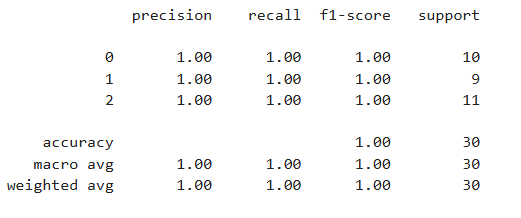 precision recall f1-score support
0 1.00 1.00 1.00 10
1 1.00 1.00 1.00 9
2 1.00 1.00 1.00 11
accuracy 1.00 30
macro avg 1.00 1.00 1.00 30
weighted avg 1.00 1.00 1.00 30